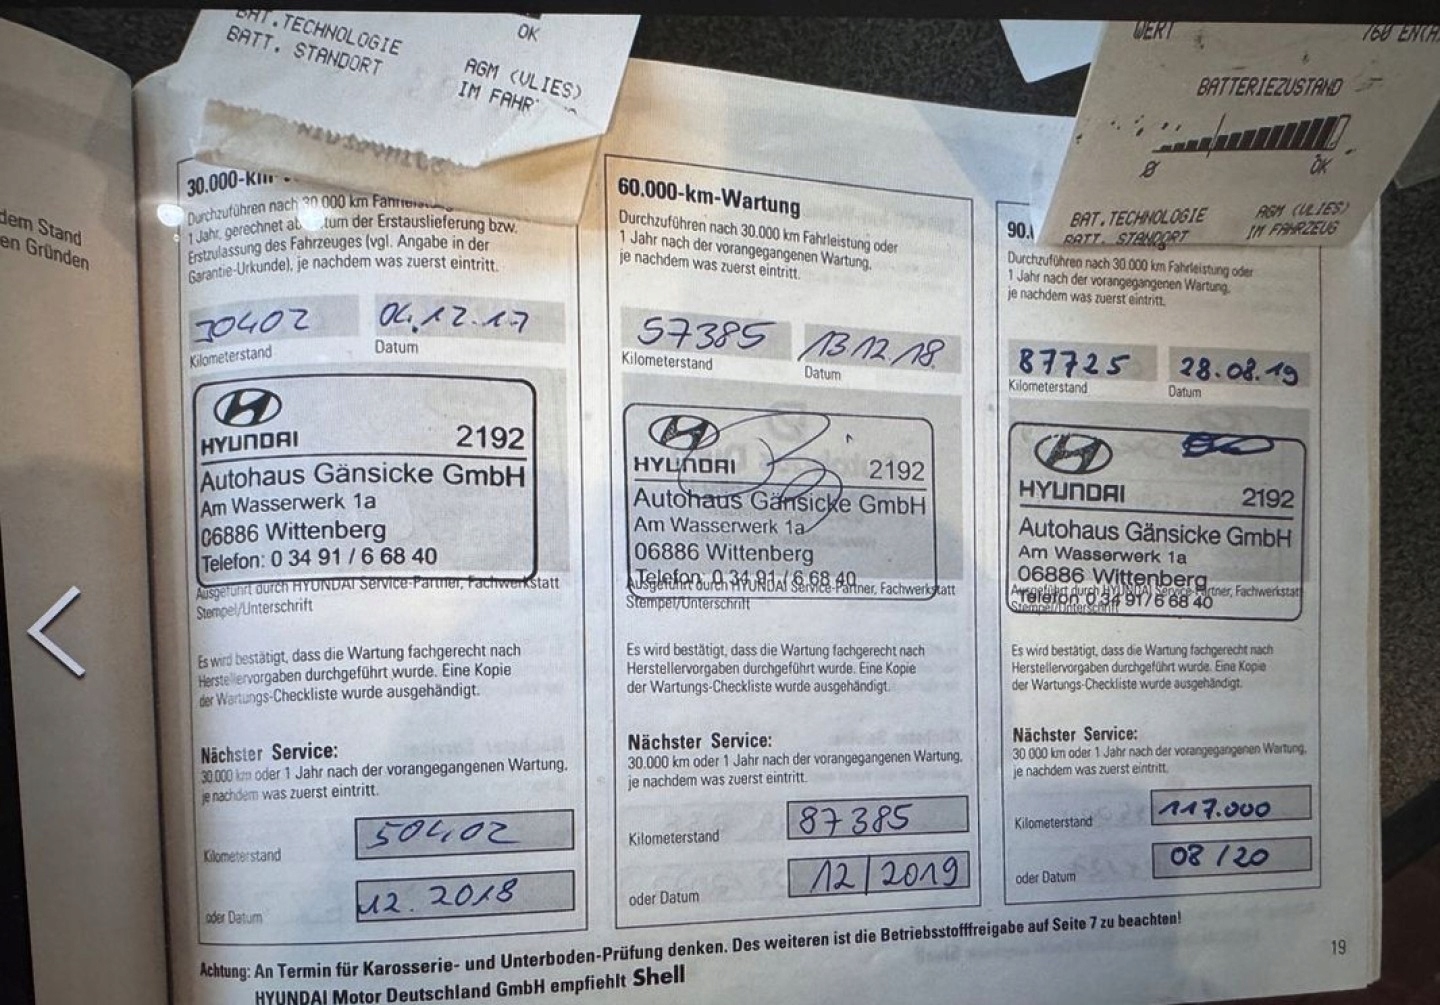 BAT.TECHNOLOGIE
BATT. STANDORT
OK
AGM (VLIES)
IM FAHR
WERT
760 EN(A
BATTERIEZUSTAND
0
OK
BAT.TECHNOLOGIE
BATT. STANDORT
AGM (VLIES)
IM FAHRZEUG
dem Stand
en Gründen
30.000-km
Durchzuführen nach 30 000 km
1 Jahr, gerechnet ab tum der Erstauslieferung bzw.
Erstzulassung des Fahrzeuges (vgl. Angabe in der
Garantie-Urkunde), je nachdem was zuerst eintritt.
30402
04.12.17
Kilometerstand
Datum
HYUNDAI
2192
Autohaus Gänsicke GmbH
Am Wasserwerk 1a
06886 Wittenberg
Telefon: 0 34 91 / 6 68 40
Ausgeführt durch HYUNDAI Service-Partner, Fachwerkstatt
Stempel/Unterschrift
Es wird bestätigt, dass die Wartung fachgerecht nach
Herstellervorgaben durchgeführt wurde. Eine Kopie
der Wartungs-Checkliste wurde ausgehändigt.
Nächster Service:
30.000 km oder 1 Jahr nach der vorangegangenen Wartung,
je nachdem was zuerst eintritt.
Kilometerstand
50402
oder Datum
12. 2018
60.000-km-Wartung
Durchzuführen nach 30.000 km Fahrleistung oder
1 Jahr nach der vorangegangenen Wartung,
je nachdem was zuerst eintritt.
57385
13.12.18.
Kilometerstand
Datum
HYUNDAI
2192
Autohaus Gänsicke GmbH
Am Wasserwerk 1a
06886 Wittenberg
Telefon: 0 34 91 / 6 68 40
Ausgeführt durch HYUNDAI Service-Partner, Fachwerkstatt
Stempel/Unterschrift
Es wird bestätigt, dass die Wartung fachgerecht nach
Herstellervorgaben durchgeführt wurde. Eine Kopie
der Wartungs-Checkliste wurde ausgehändigt.
Nächster Service:
30.000 km oder 1 Jahr nach der vorangegangenen Wartung,
je nachdem was zuerst eintritt.
Kilometerstand
87385
oder Datum
12/2019
90.
Durchzuführen nach 30.000 km Fahrleistung oder
1 Jahr nach der vorangegangenen Wartung,
je nachdem was zuerst eintritt.
87725
28.08.19
Kilometerstand
Datum
HYUNDAI
2192
Autohaus Gänsicke GmbH
Am Wasserwerk 1a
06886 Wittenberg
Telefon 0 34 91/6 68 40
Ausgeführt durch HYUNDAI Service-Partner, Fachwerkstatt
Stempel/Unterschrift
Es wird bestätigt, dass die Wartung fachgerecht nach
Herstellervorgaben durchgeführt wurde. Eine Kopie
der Wartungs-Checkliste wurde ausgehändigt.
Nächster Service:
30 000 km oder 1 Jahr nach der vorangegangenen Wartung,
je nachdem was zuerst eintritt.
Kilometerstand
117.000
oder Datum
08/20
Achtung: An Termin für Karosserie- und Unterboden-Prüfung denken. Des weiteren ist die Betriebsstofffreigabe auf Seite 7 zu beachten!
HYUNDAI Motor Deutschland GmbH empfiehlt Shell
19